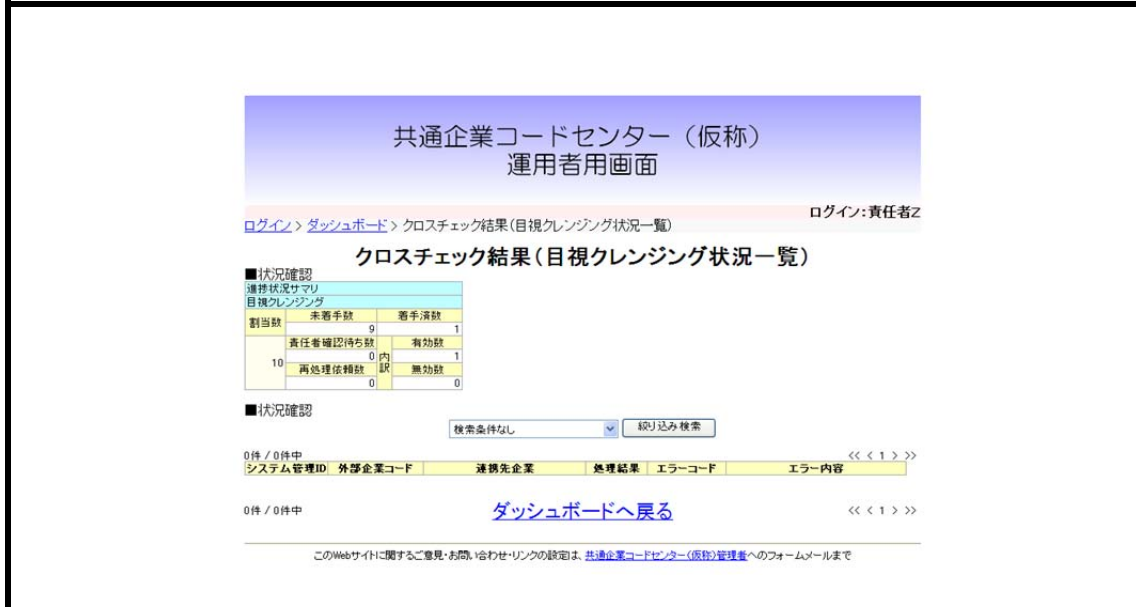 共通企業コードセンター（仮称）
運用者用画面
ログイン：責任者Z
ログイン > ダッシュボード > クロスチェック結果（目視クレンジング状況一覧）
クロスチェック結果（目視クレンジング状況一覧）
■状況確認
進捗状況サマリ
目視クレンジング
割当数 未着手数 着手済数
9 1
責任者確認待ち数 内訳 有効数
10 0 1
再処理依頼数 無効数
0 0
■状況確認
検索条件なし 絞り込み検索
0件 / 0件中 << < 1 > >>
システム管理ID 外部企業コード 連携先企業 処理結果 エラーコード エラー内容
0件 / 0件中 ダッシュボードへ戻る << < 1 > >>
このWebサイトに関するご意見・お問い合わせ・リンクの設定は、共通企業コードセンター（仮称）管理者へのフォームメールまで